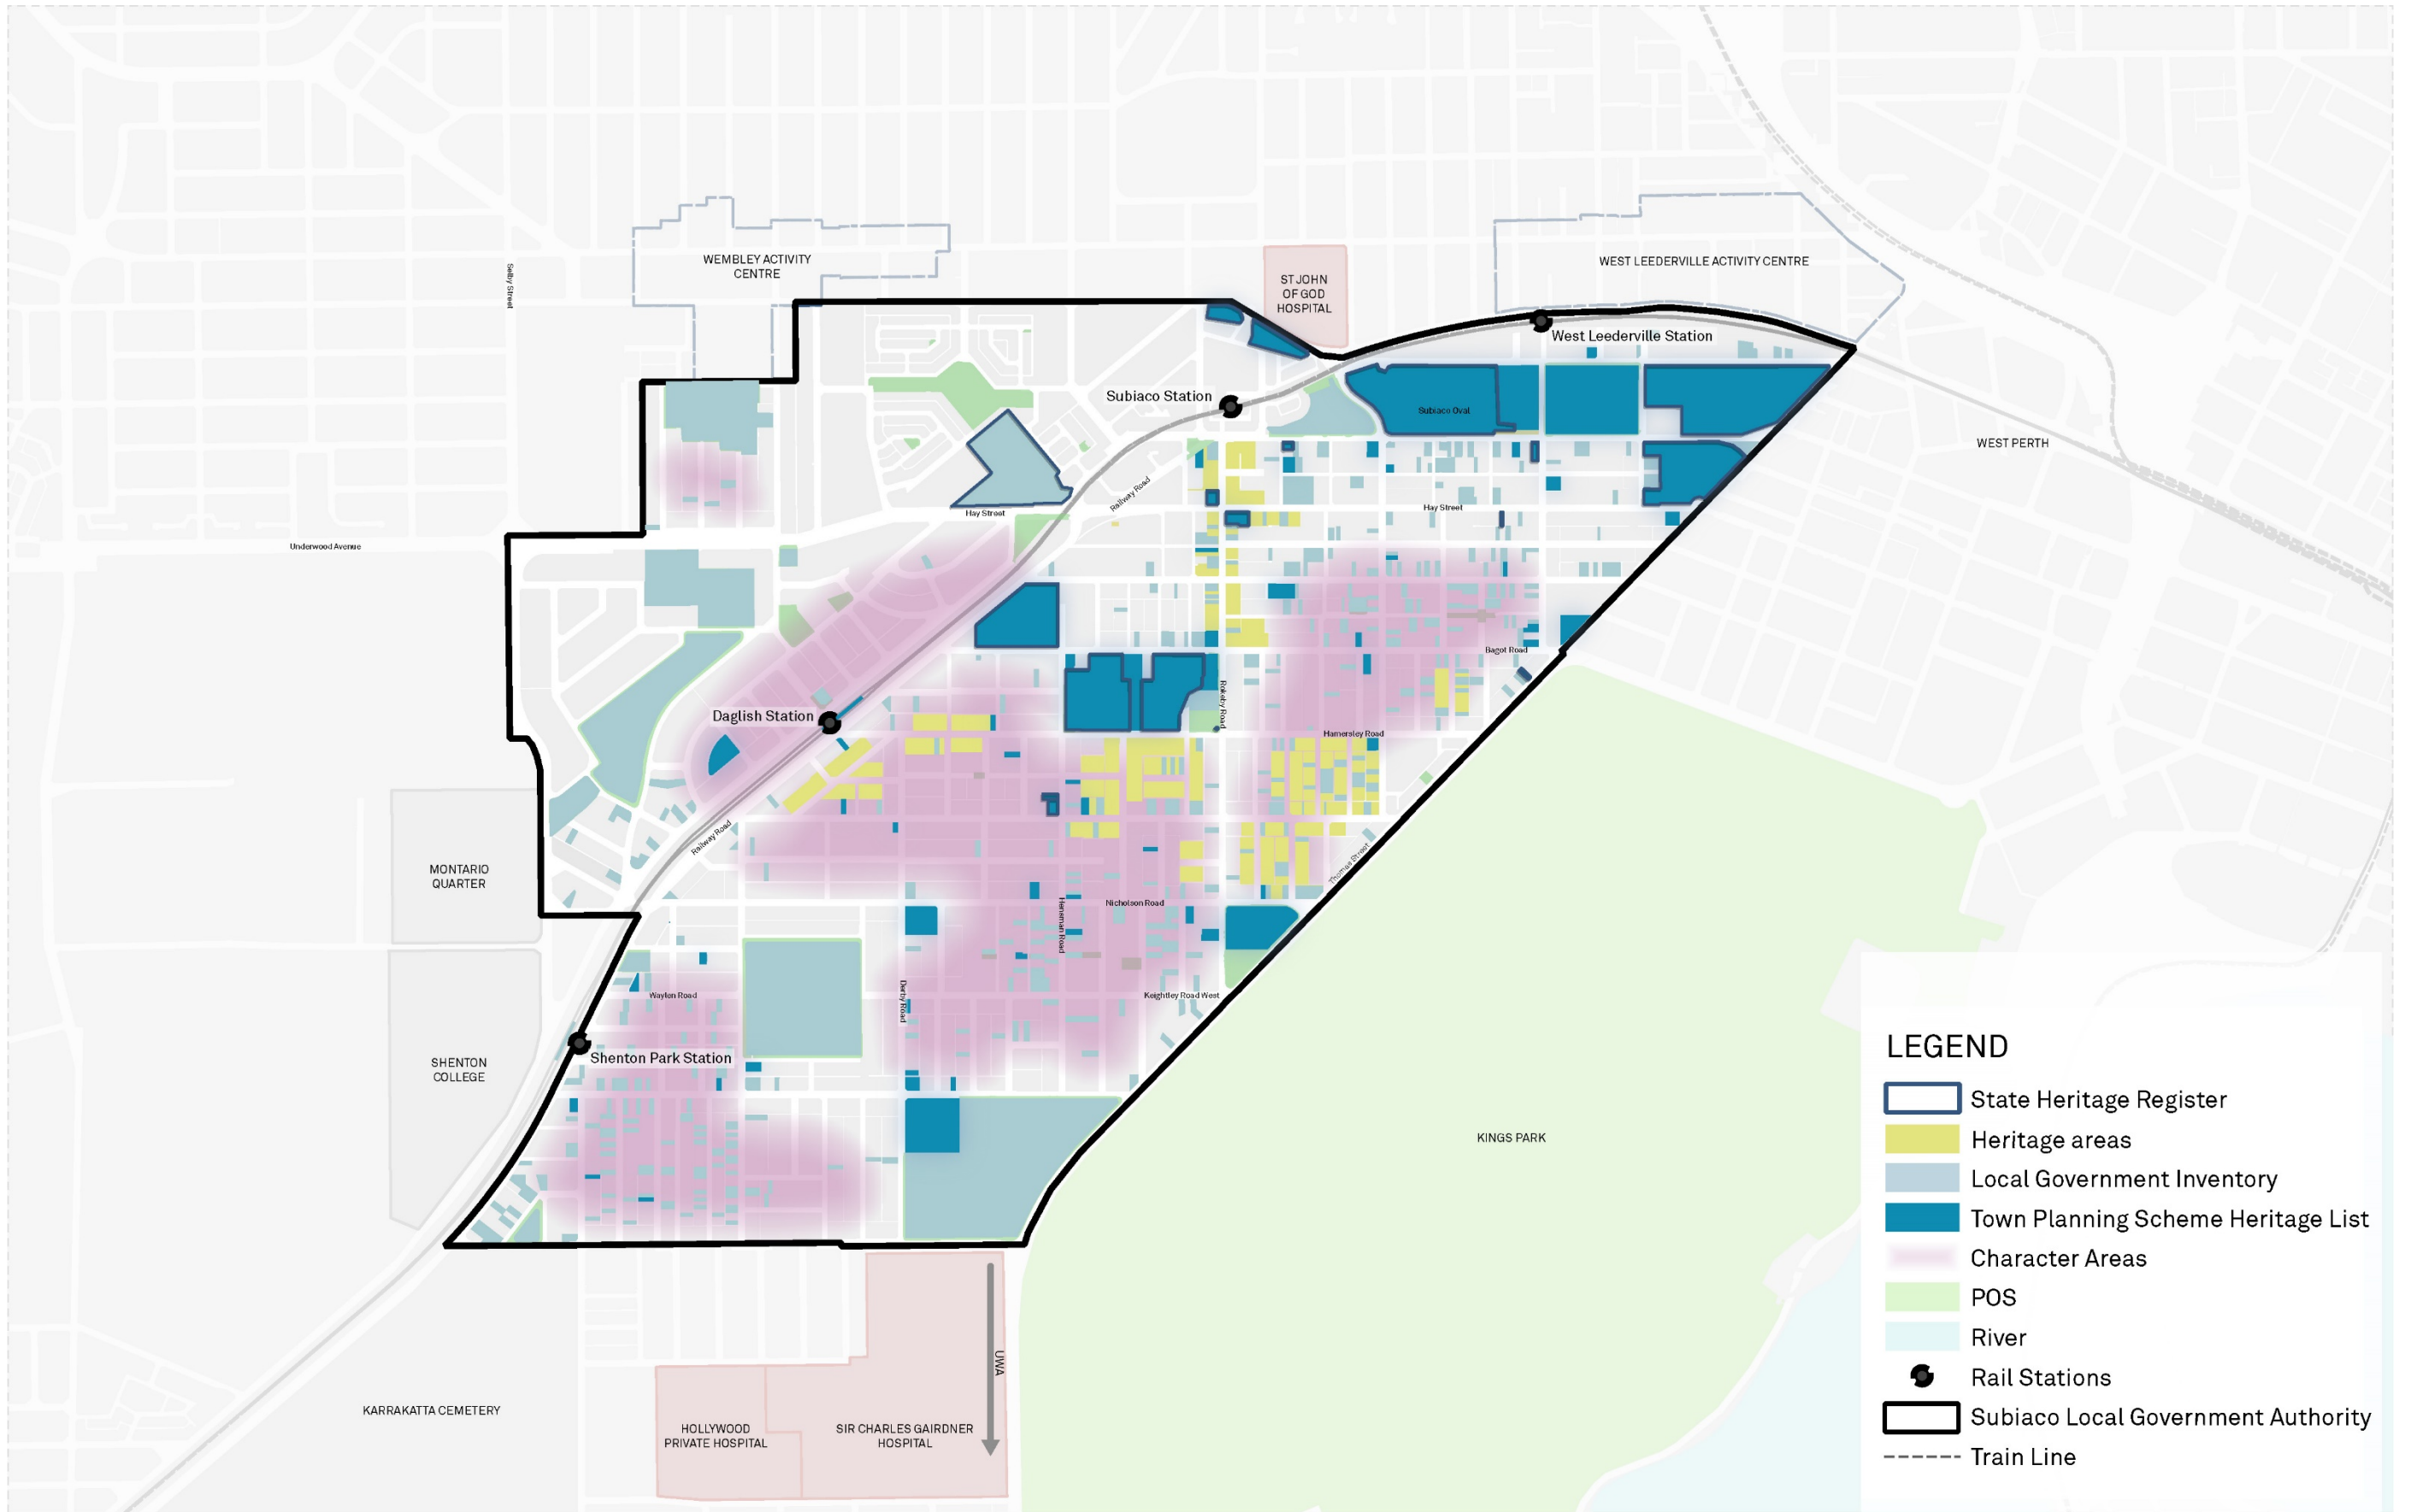 Selby Street
WEMBLEY ACTIVITY
CENTRE
ST JOHN
OF GOD
HOSPITAL
WEST LEEDERVILLE ACTIVITY CENTRE
West Leederville Station
Subiaco Station
Subiaco Oval
WEST PERTH
Railway Road
Hay Street
Hay Street
Underwood Avenue
Bagot Road
Rokeby Road
Daglish Station
Hamersley Road
Railway Road
Thomas Street
MONTARIO
QUARTER
Nicholson Road
Hensman Road
Waylen Road
Derby Road
Keightley Road West
Shenton Park Station
SHENTON
COLLEGE
KINGS PARK
UWA
KARRAKATTA CEMETERY
HOLLYWOOD
PRIVATE HOSPITAL
SIR CHARLES GAIRDNER
HOSPITAL
LEGEND
State Heritage Register
Heritage areas
Local Government Inventory
Town Planning Scheme Heritage List
Character Areas
POS
River
Rail Stations
Subiaco Local Government Authority
Train Line